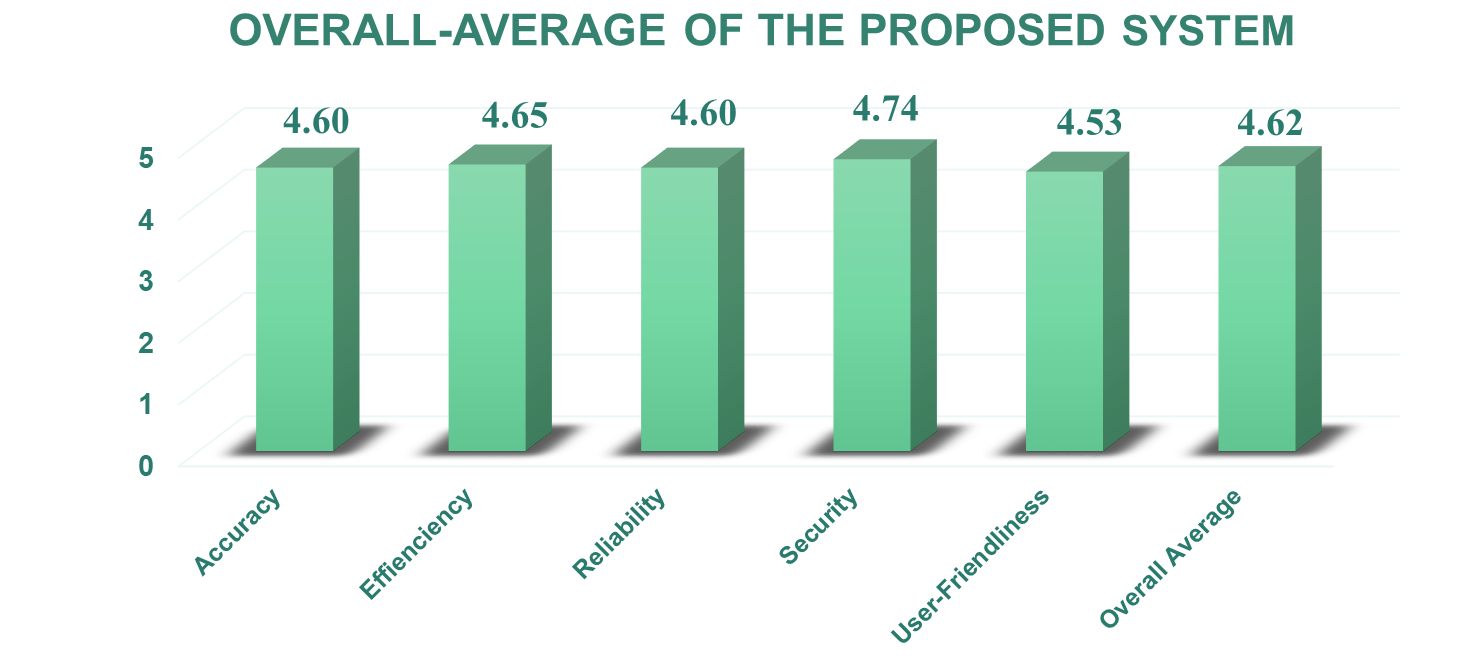 OVERALL-AVERAGE OF THE PROPOSED SYSTEM
4.60
4.65
4.60
4.74
4.53
4.62
5
4
3
2
1
0
Accuracy
Effienciency
Reliability
Security
User-Friendliness
Overall Average